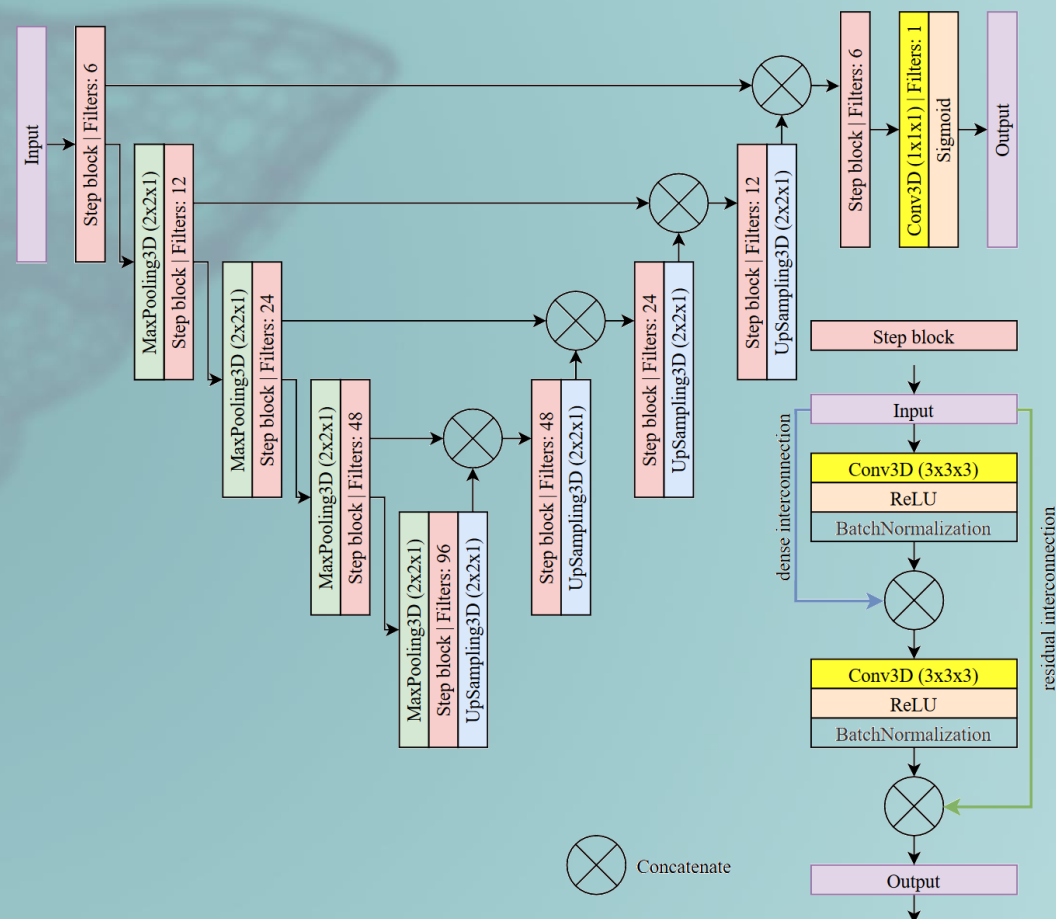 Input
Step block | Filters: 6
MaxPooling3D (2x2x1)
Step block | Filters: 12
MaxPooling3D (2x2x1)
Step block | Filters: 24
MaxPooling3D (2x2x1)
Step block | Filters: 48
MaxPooling3D (2x2x1)
Step block | Filters: 96
UpSampling3D (2x2x1)
Step block | Filters: 48
UpSampling3D (2x2x1)
Step block | Filters: 24
UpSampling3D (2x2x1)
Step block | Filters: 12
UpSampling3D (2x2x1)
Step block | Filters: 6
Conv3D (1x1x1) | Filters: 1
Sigmoid
Output
Step block
Input
dense interconnection
Conv3D (3x3x3)
ReLU
BatchNormalization
Conv3D (3x3x3)
ReLU
BatchNormalization
residual interconnection
Output
Concatenate